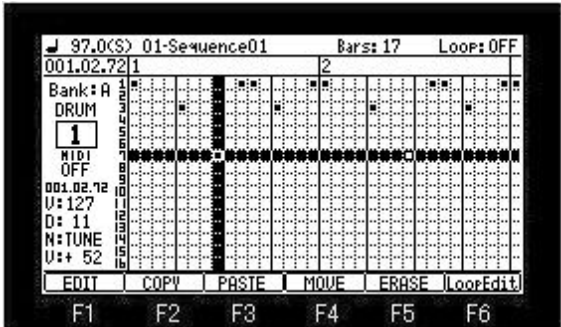 ♩ 97.0(S) 01-Sequence01 Bars: 17 Loop: OFF
001.02.72 1 2
Bank: A
DRUM
1
MIDI
OFF
001.02.72
V: 127
D: 11
N: TUNE
V: + 52
1
2
3
4
5
6
7
8
9
10
11
12
13
14
15
16
EDIT COPY PASTE MOVE ERASE LoopEdit
F1 F2 F3 F4 F5 F6